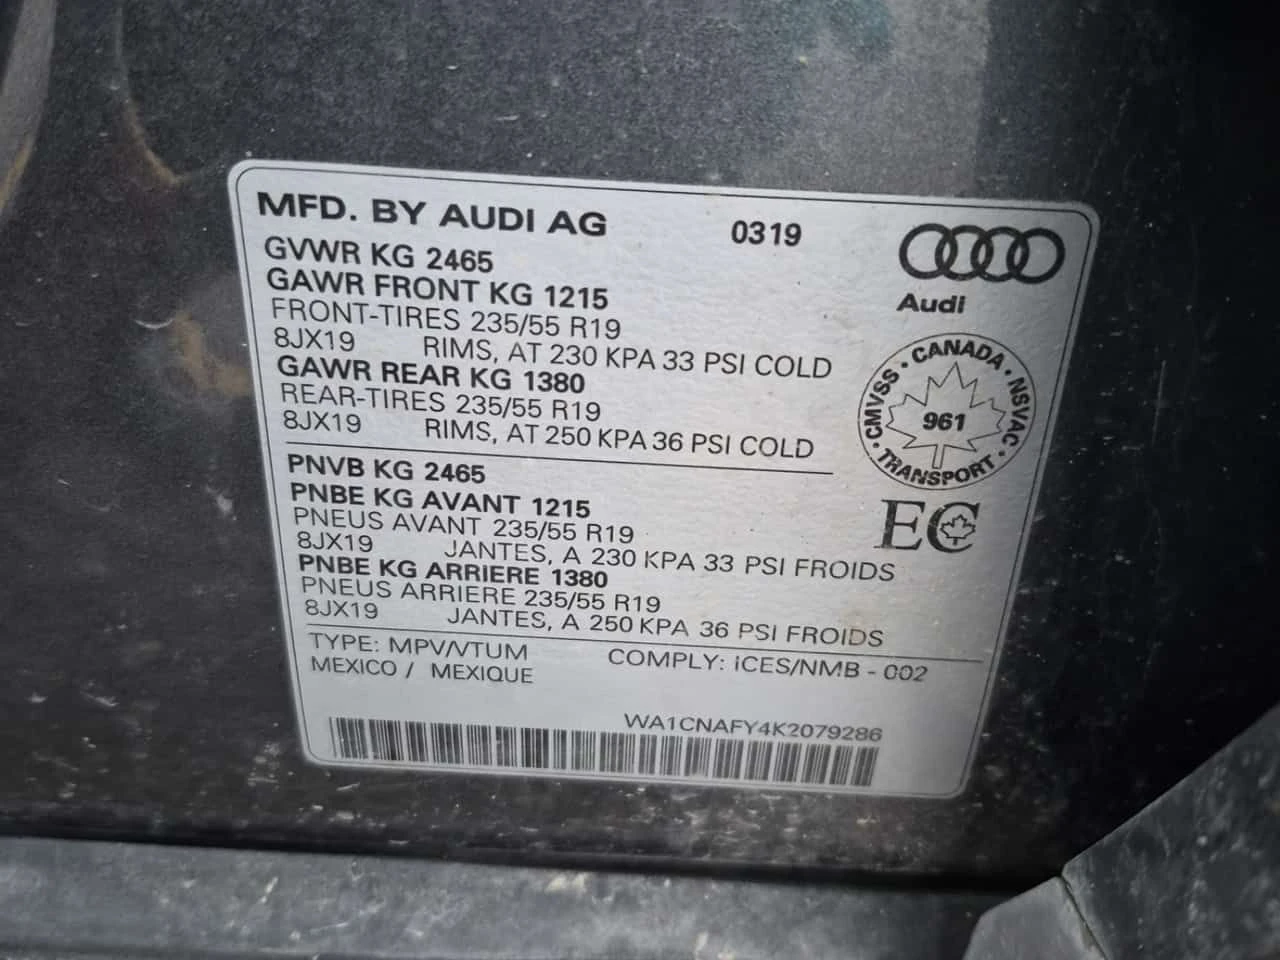 MFD. BY AUDI AG 0319
GVWR KG 2465
GAWR FRONT KG 1215
FRONT-TIRES 235/55 R19
8JX19 RIMS, AT 230 KPA 33 PSI COLD
GAWR REAR KG 1380
REAR-TIRES 235/55 R19
8JX19 RIMS, AT 250 KPA 36 PSI COLD
Audi
CANADA · NSVAC · TRANSPORT · CMVSS ·
961
EC
PNVB KG 2465
PNBE KG AVANT 1215
PNEUS AVANT 235/55 R19
8JX19 JANTES, A 230 KPA 33 PSI FROIDS
PNBE KG ARRIERE 1380
PNEUS ARRIERE 235/55 R19
8JX19 JANTES, A 250 KPA 36 PSI FROIDS
TYPE: MPV/VTUM COMPLY: ICES/NMB - 002
MEXICO / MEXIQUE
WA1CNAFY4K2079286